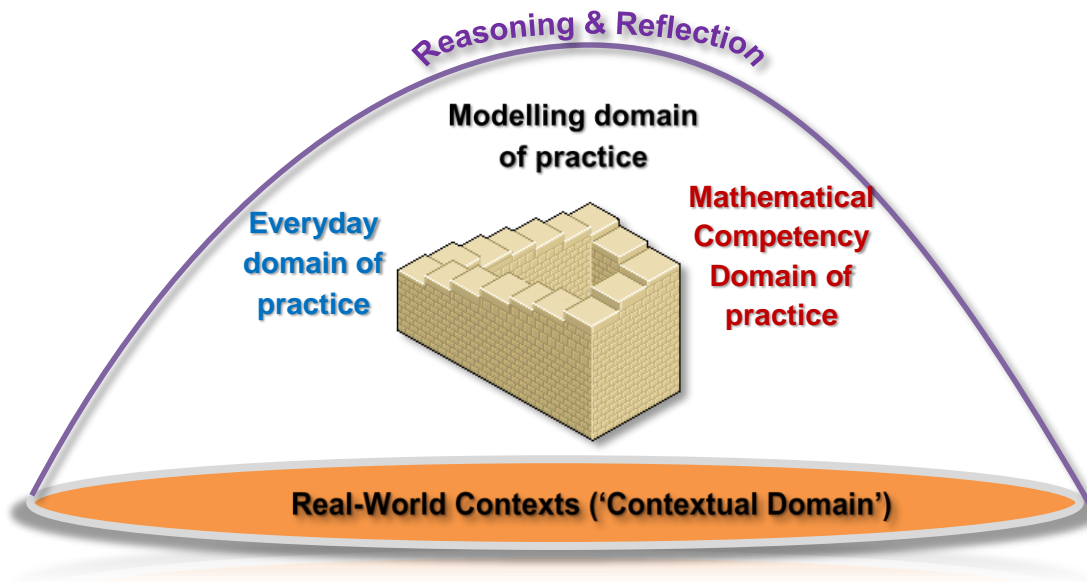 Reasoning & Reflection
Modelling domain
of practice
Everyday
domain of
practice
Mathematical
Competency
Domain of
practice
Real-World Contexts (‘Contextual Domain’)